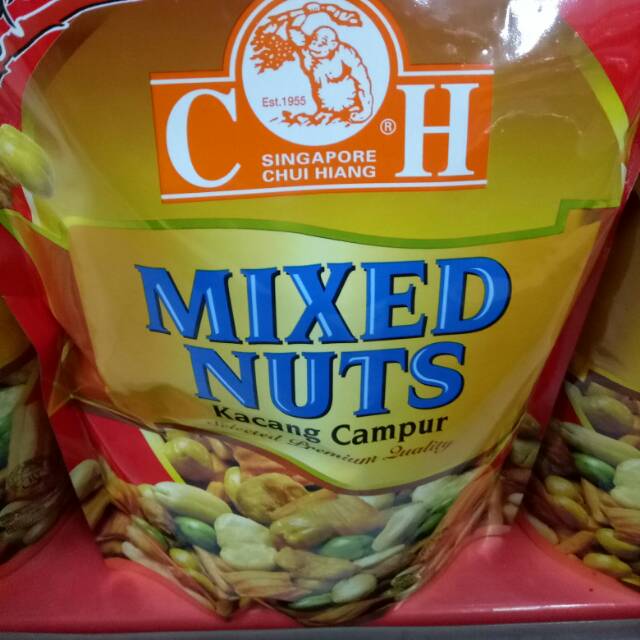 Est.1955
C H ®
SINGAPORE
CHUI HIANG
MIXED
NUTS
Kacang Campur
Selected Premium Quality